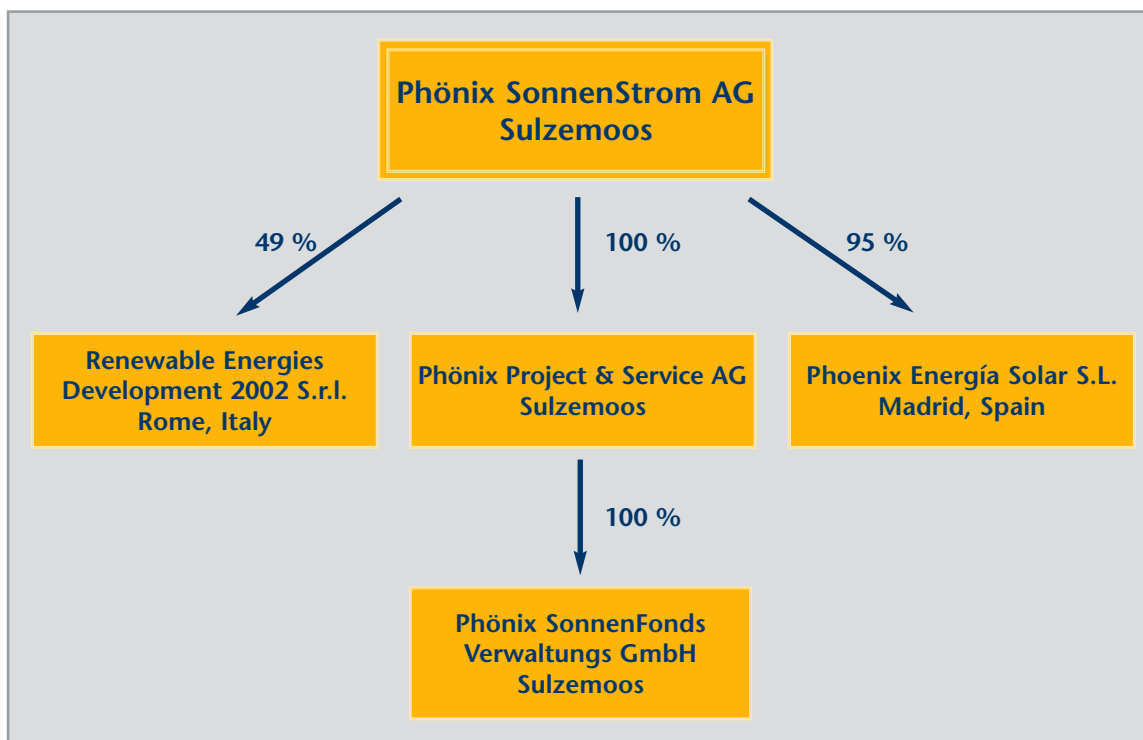 Phönix SonnenStrom AG
Sulzemoos
49 %
100 %
95 %
Renewable Energies
Development 2002 S.r.l.
Rome, Italy
Phönix Project & Service AG
Sulzemoos
Phoenix Energía Solar S.L.
Madrid, Spain
100 %
Phönix SonnenFonds
Verwaltungs GmbH
Sulzemoos